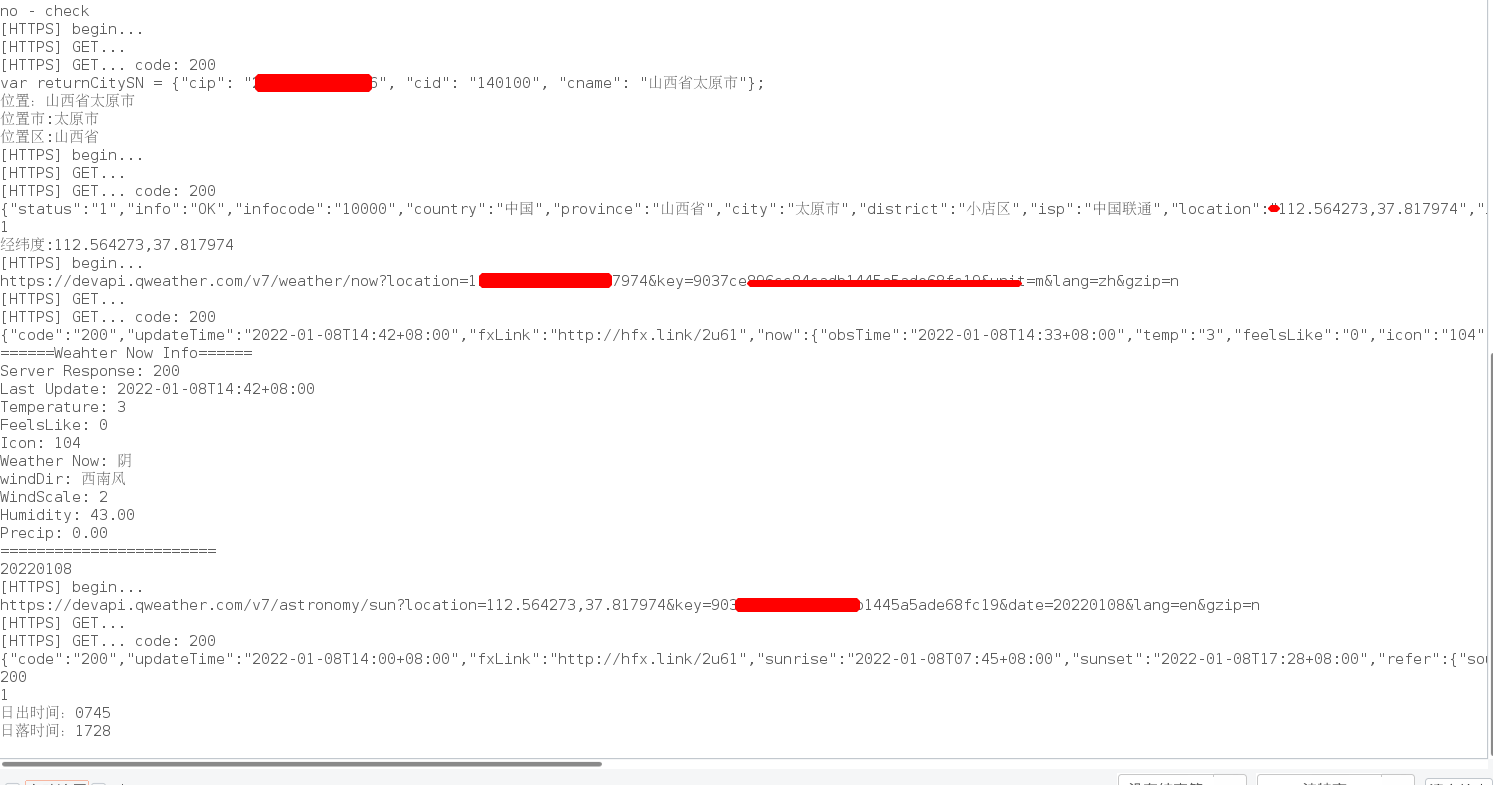 no - check
[HTTPS] begin...
[HTTPS] GET...
[HTTPS] GET... code: 200
var returnCitySN = {"cip": " ", "cid": "140100", "cname": "山西省太原市"};
位置: 山西省太原市
位置市:太原市
位置区:山西省
[HTTPS] begin...
[HTTPS] GET...
[HTTPS] GET... code: 200
{"status":"1","info":"OK","infocode":"10000","country":"中国","province":"山西省","city":"太原市","district":"小店区","isp":"中国联通","location":"112.564273,37.817974","
1
经纬度:112.564273,37.817974
[HTTPS] begin...
https://devapi.qweather.com/v7/weather/now?location=1 7974&key= =m&lang=zh&gzip=n
[HTTPS] GET...
[HTTPS] GET... code: 200
{"code":"200","updateTime":"2022-01-08T14:42+08:00","fxLink":"http://hfx.link/2u61","now":{"obsTime":"2022-01-08T14:33+08:00","temp":"3","feelsLike":"0","icon":"104"
======Weahter Now Info======
Server Response: 200
Last Update: 2022-01-08T14:42+08:00
Temperature: 3
FeelsLike: 0
Icon: 104
Weather Now: 阴
windDir: 西南风
WindScale: 2
Humidity: 43.00
Precip: 0.00
========================
20220108
[HTTPS] begin...
https://devapi.qweather.com/v7/astronomy/sun?location=112.564273,37.817974&key= &date=20220108&lang=en&gzip=n
[HTTPS] GET...
[HTTPS] GET... code: 200
{"code":"200","updateTime":"2022-01-08T14:00+08:00","fxLink":"http://hfx.link/2u61","sunrise":"2022-01-08T07:45+08:00","sunset":"2022-01-08T17:28+08:00","refer":{"sou
200
1
日出时间: 0745
日落时间: 1728